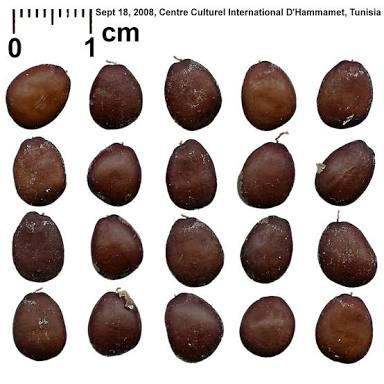 Sept 18, 2008, Centre Culturel International D'Hammamet, Tunisia
0 1 cm